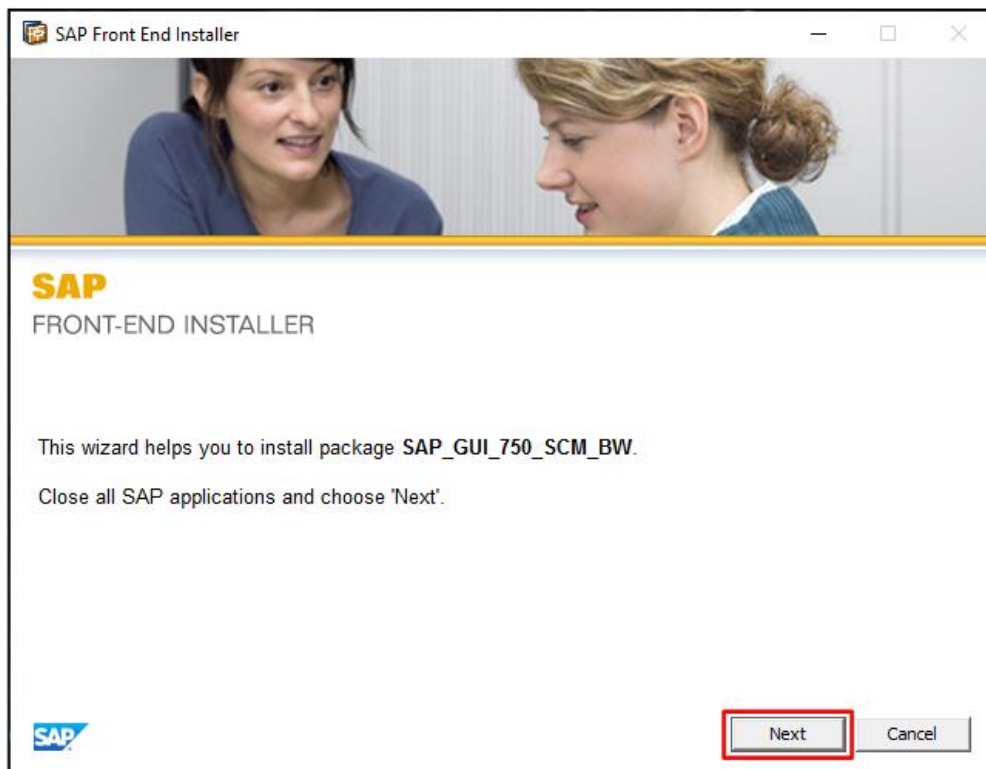 SAP Front End Installer
SAP
FRONT-END INSTALLER
This wizard helps you to install package SAP_GUI_750_SCM_BW.
Close all SAP applications and choose 'Next'.
SAP
Next
Cancel